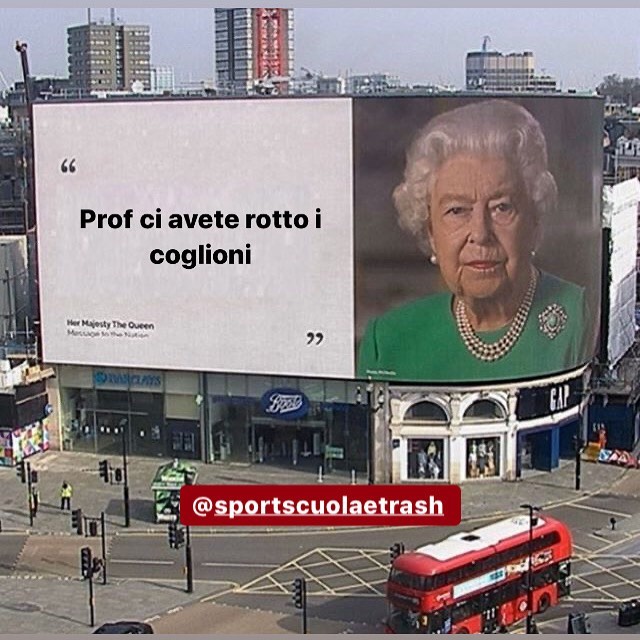 “
Prof ci avete rotto i
coglioni
Her Majesty The Queen
Message to the Nation
”
BARCLAYS
Boots
GAP
@sportscuolaetrash